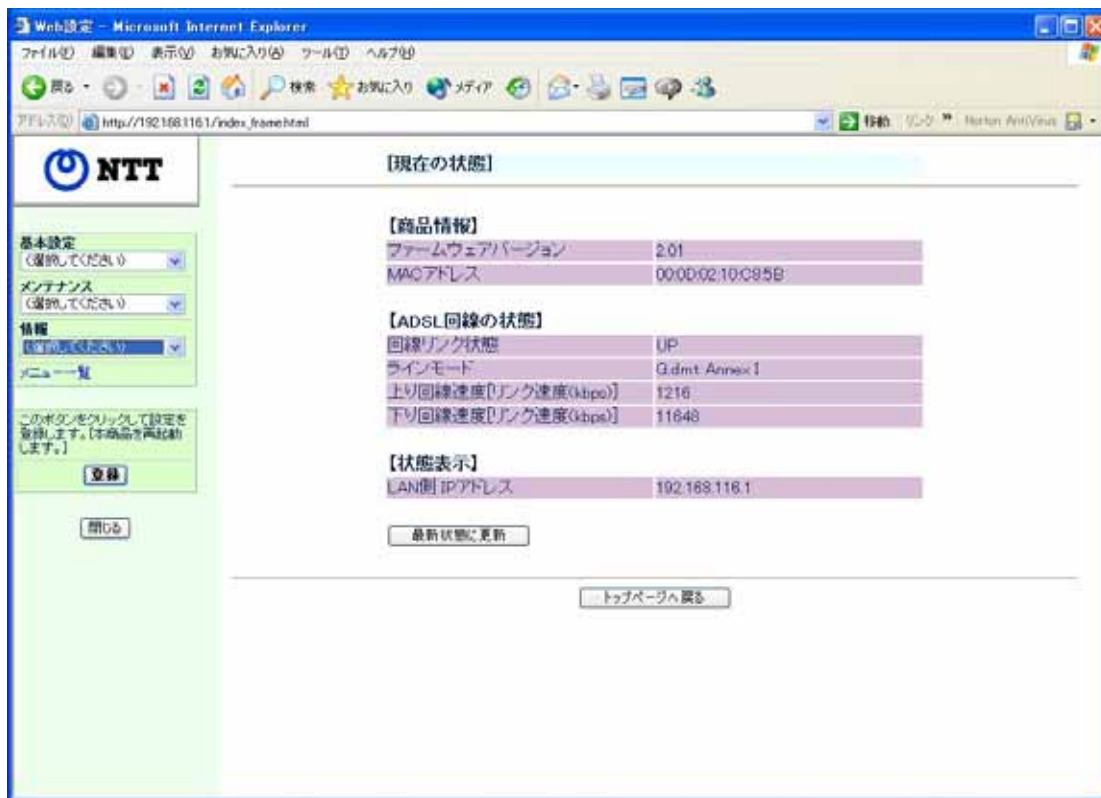 Web設定 - Microsoft Internet Explorer
ファイル(F) 編集(E) 表示(V) お気に入り(A) ツール(T) ヘルプ(H)
戻る 検索 お気に入り メディア
アドレス(D) http://192.168.116.1/index_frame.html 移動 リンク Norton AntiVirus
NTT
基本設定
(選択してください)
メンテナンス
(選択してください)
情報
(選択してください)
メニュー一覧
このボタンをクリックして設定を
登録します。【本商品を再起動
します。】
登録
閉じる
[現在の状態]
【商品情報】
ファームウェアバージョン 2.01
MACアドレス 00:0D:02:10:C9:5B
【ADSL回線の状態】
回線リンク状態 UP
ラインモード G.dmt Annex I
上り回線速度[リンク速度(kbps)] 1216
下り回線速度[リンク速度(kbps)] 11648
【状態表示】
LAN側 IPアドレス 192.168.116.1
最新状態に更新
トップページへ戻る